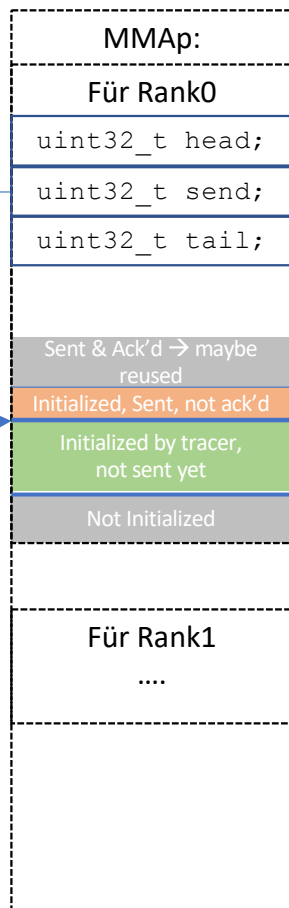 MMAp:
Für Rank0
uint32_t head;
uint32_t send;
uint32_t tail;
Sent & Ack’d → maybe
reused
Initialized, Sent, not ack’d
Initialized by tracer,
not sent yet
Not Initialized
Für Rank1
....